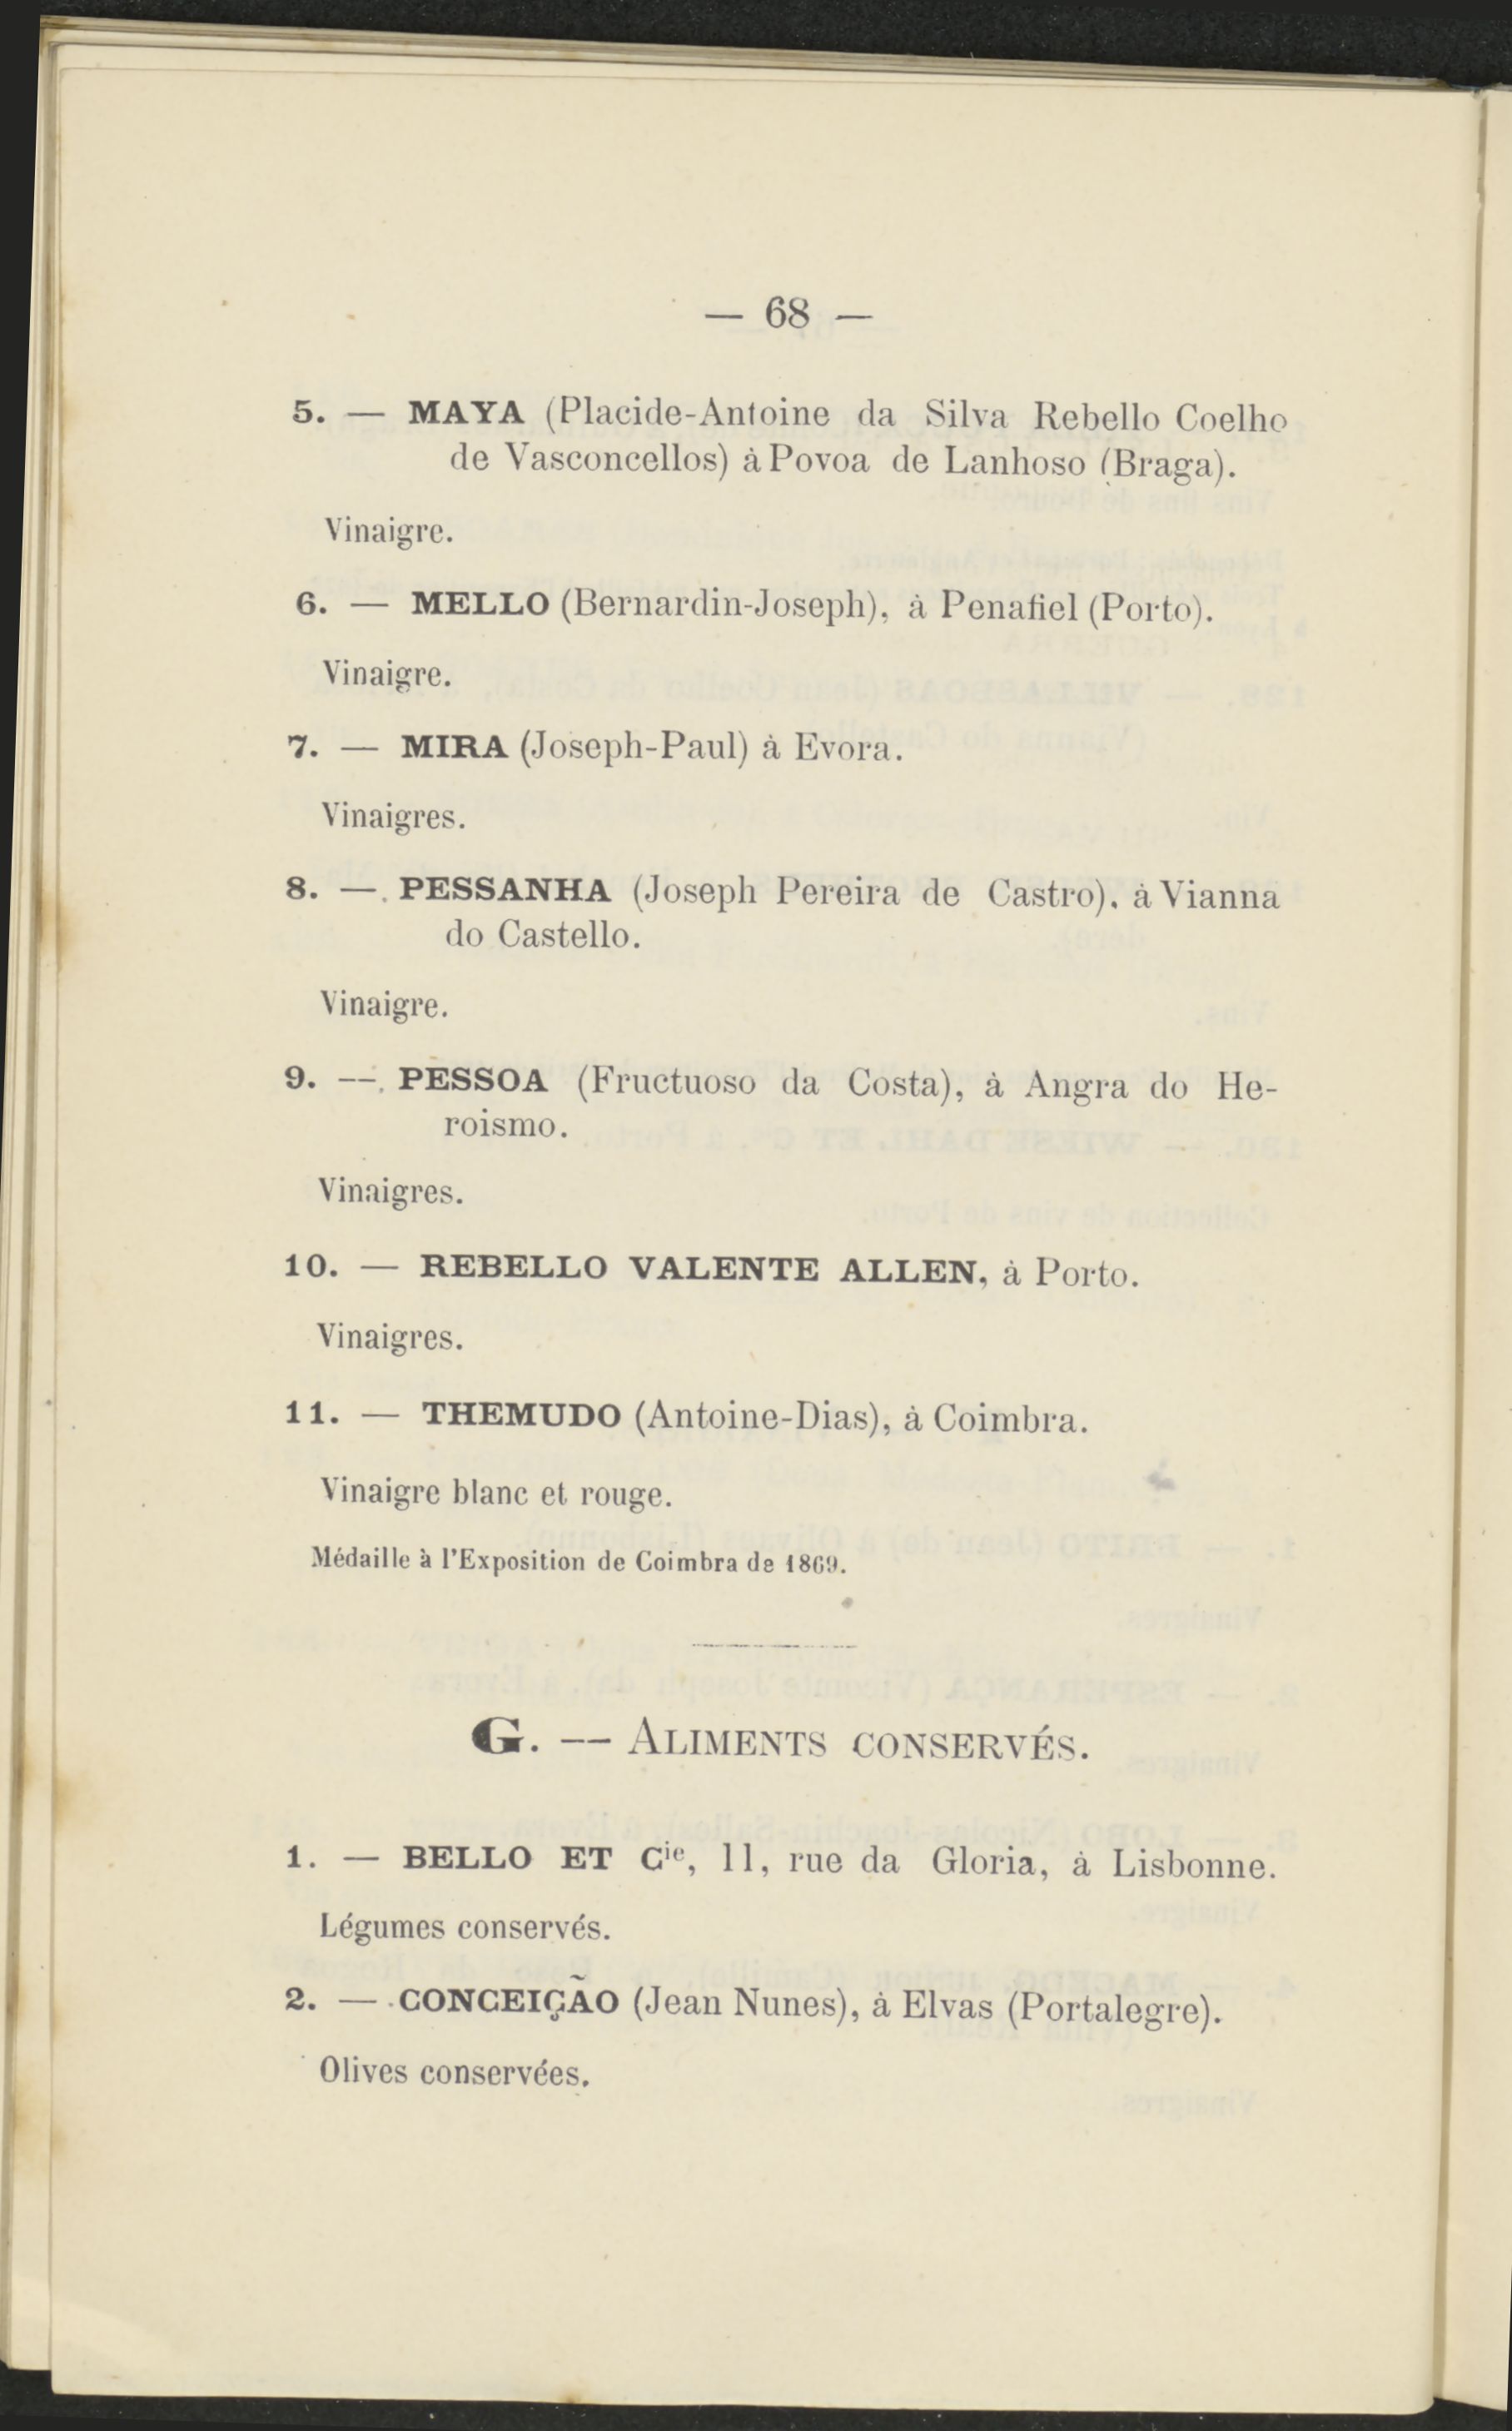 — 68 —
5. — MAYA (Placide-Antoine da Silva Rebello Coelho
de Vasconcellos) à Povoa de Lanhoso (Braga).
Vinaigre.
6. — MELLO (Bernardin-Joseph), à Penafiel (Porto).
Vinaigre.
7. — MIRA (Joseph-Paul) à Evora.
Vinaigres.
8. — PESSANHA (Joseph Pereira de Castro), à Vianna
do Castello.
Vinaigre.
9. — PESSOA (Fructuoso da Costa), à Angra do He-
roismo.
Vinaigres.
10. — REBELLO VALENTE ALLEN, à Porto.
Vinaigres.
11. — THEMUDO (Antoine-Dias), à Coimbra.
Vinaigre blanc et rouge.
Médaille à l'Exposition de Coimbra de 1869.
G. — ALIMENTS CONSERVÉS.
1. — BELLO ET Cie, 11, rue da Gloria, à Lisbonne.
Légumes conservés.
2. — CONCEIÇÃO (Jean Nunes), à Elvas (Portalegre).
Olives conservées.